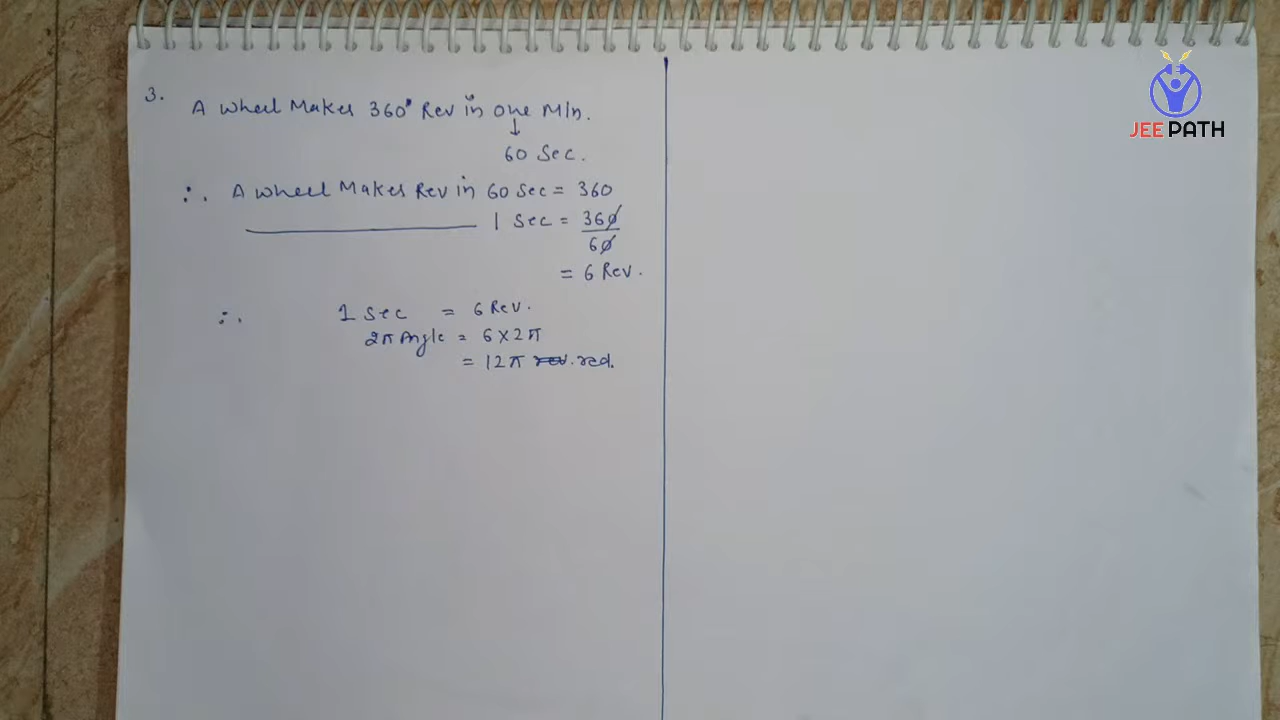 3.
A wheel Makes 360° Rev in one Min.
↓
60 Sec.
∴ A wheel Makes Rev in 60 Sec = 360
1 Sec = 360/60
= 6 Rev.
∴ 1 Sec = 6 Rev.
2π Angle = 6 × 2π
= 12π rev. red.
JEE PATH